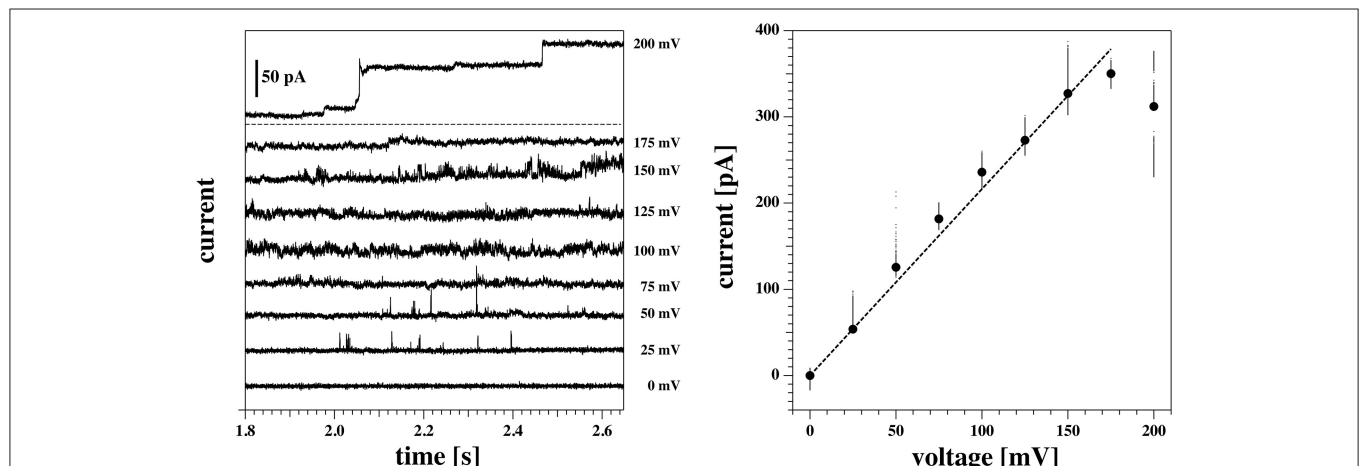 50 pA
200 mV
175 mV
150 mV
125 mV
100 mV
75 mV
50 mV
25 mV
0 mV
current
1.8 2.0 2.2 2.4 2.6
time [s]
400
300
200
100
0
current [pA]
0 50 100 150 200
voltage [mV]